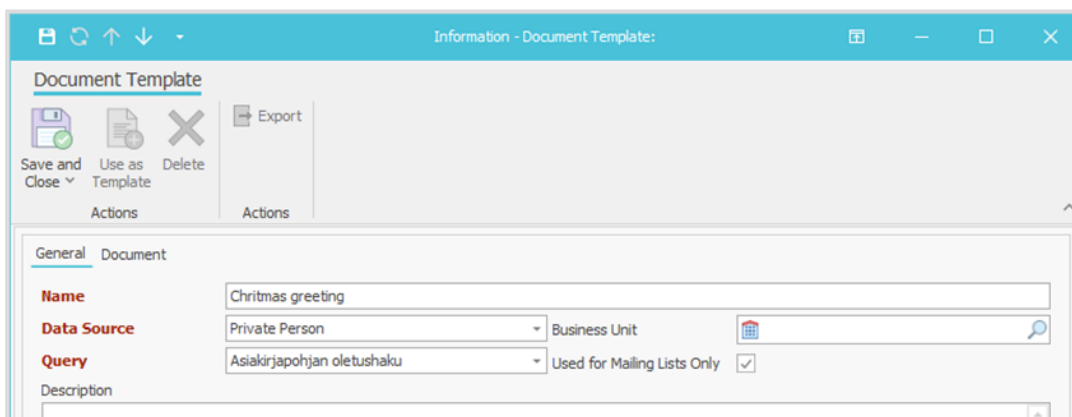 Information - Document Template:
Document Template
Save and Close
Use as Template
Delete
Export
Actions
Actions
General Document
Name Chritmas greeting
Data Source Private Person Business Unit
Query Asiakirjapohjan oletushaku Used for Mailing Lists Only
Description